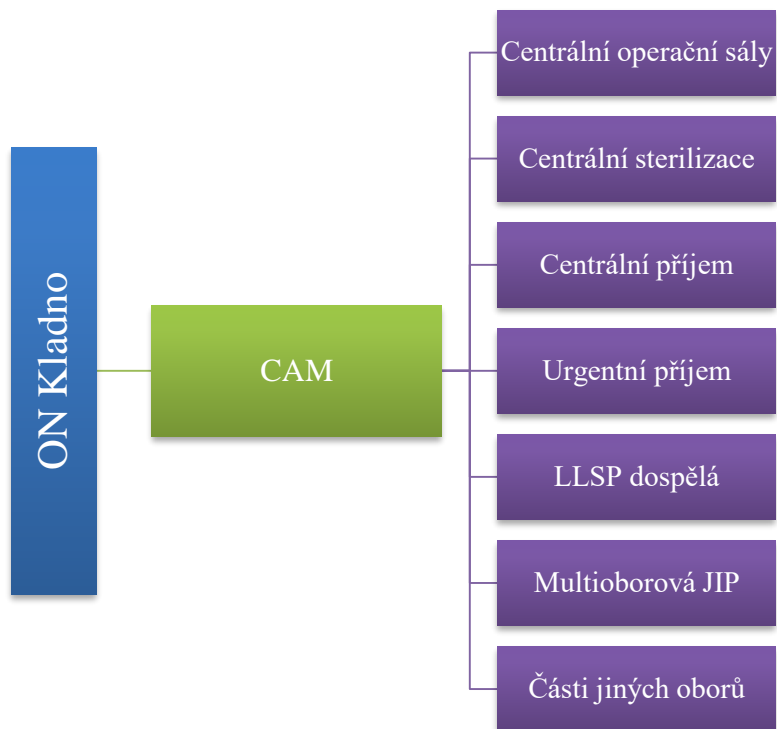 ON Kladno
CAM
Centrální operační sály
Centrální sterilizace
Centrální příjem
Urgentní příjem
LLSP dospělá
Multioborová JIP
Části jiných oborů